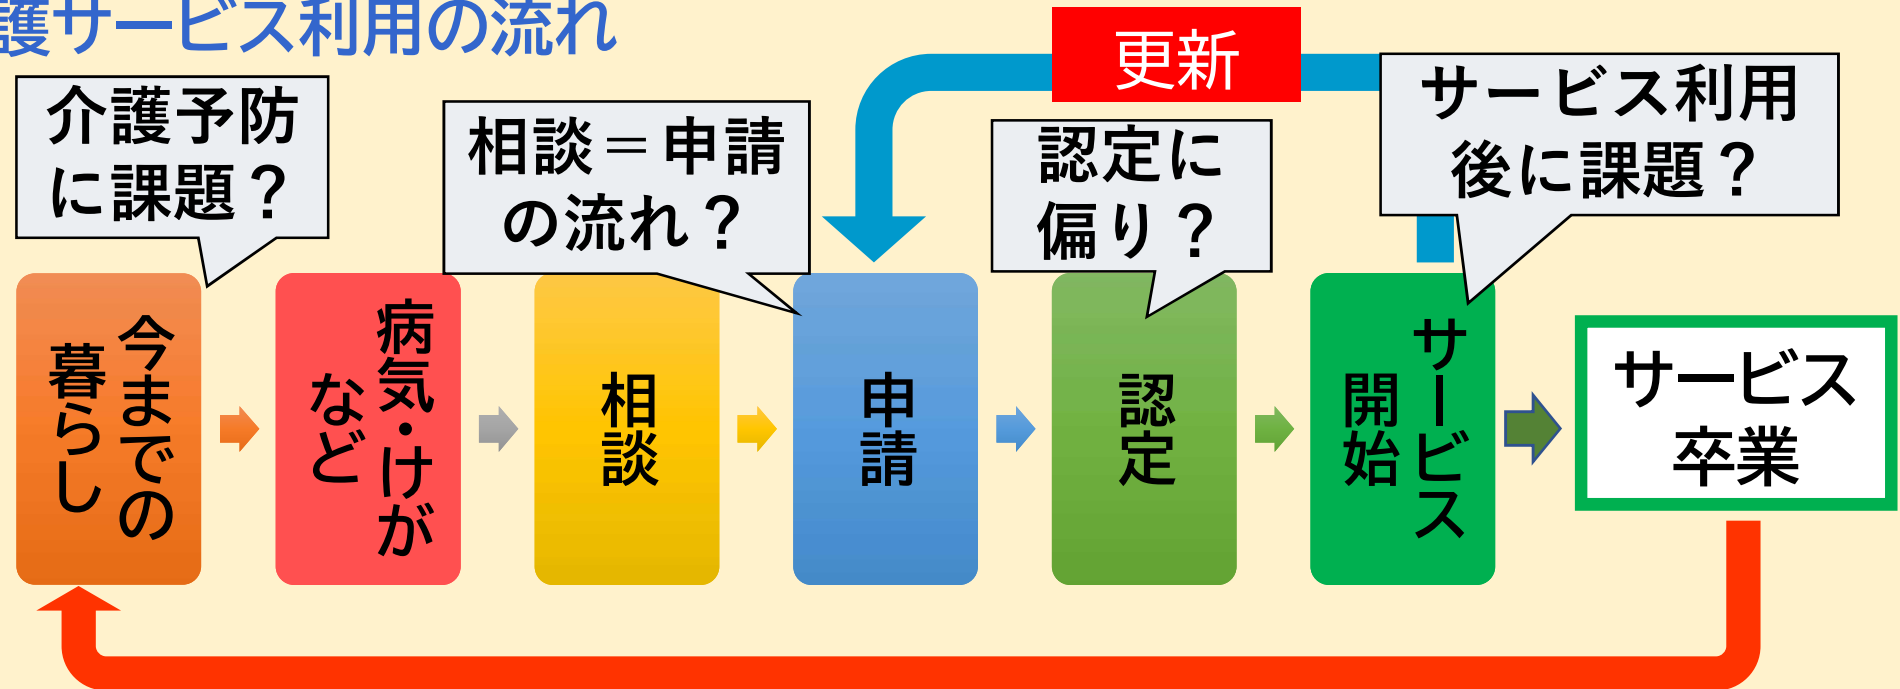 護サービス利用の流れ
更新
介護予防
に課題？
相談＝申請
の流れ？
認定に
偏り？
サービス利用
後に課題？
今までの
暮らし
病気・けが
など
相談
申請
認定
サービス
開始
サービス
卒業